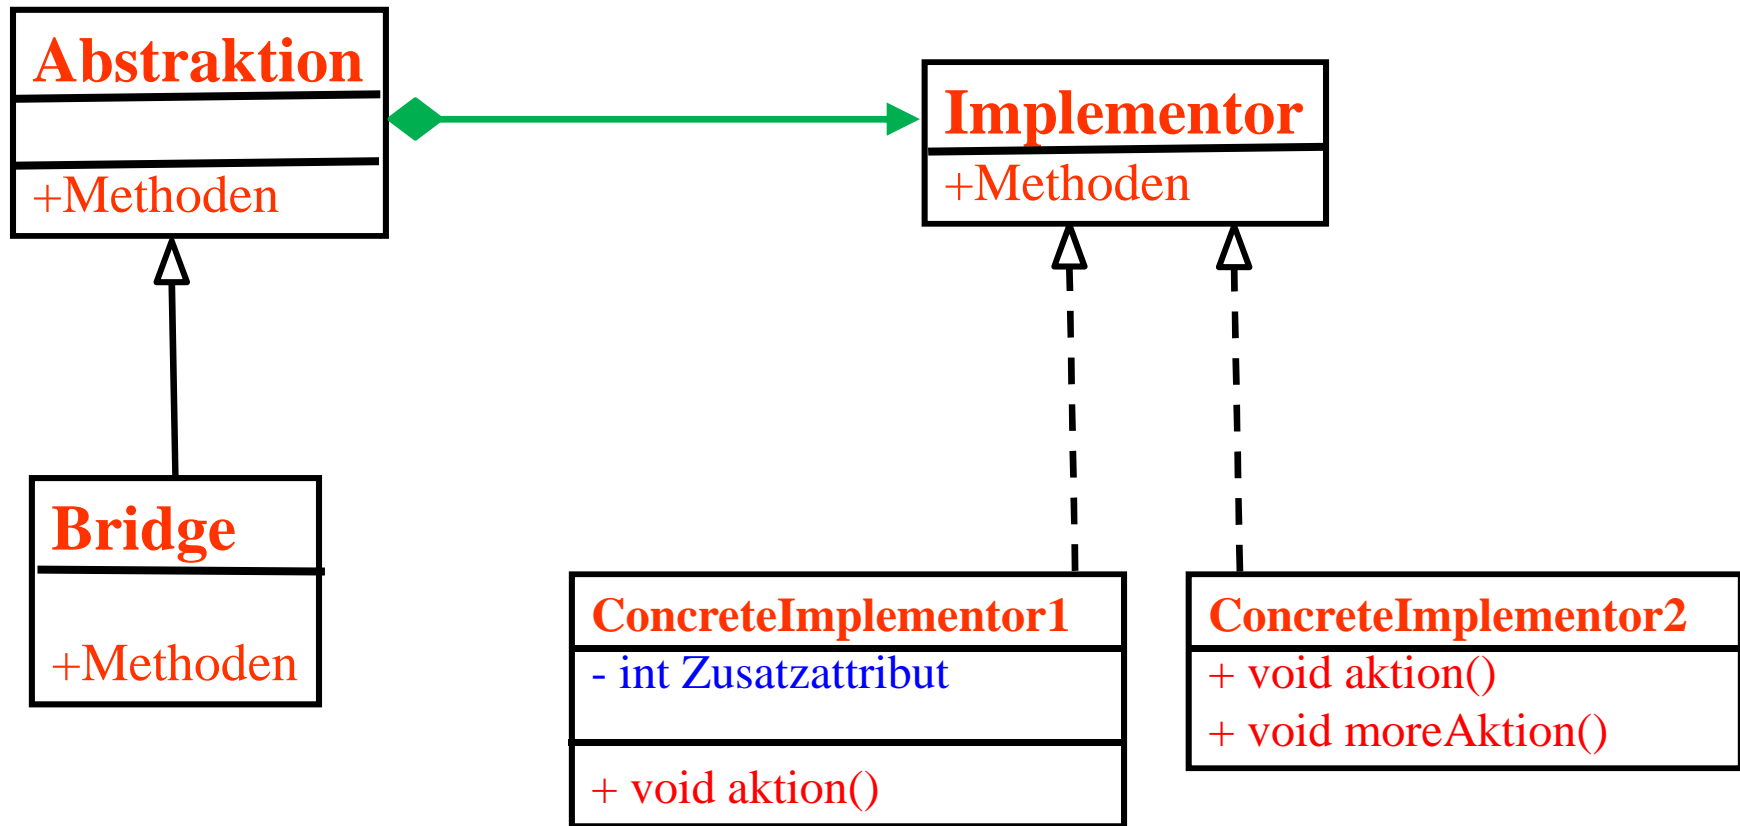 Abstraktion
+Methoden
Implementor
+Methoden
Bridge
+Methoden
ConcreteImplementor1
- int Zusatzattribut
+ void aktion()
ConcreteImplementor2
+ void aktion()
+ void moreAktion()